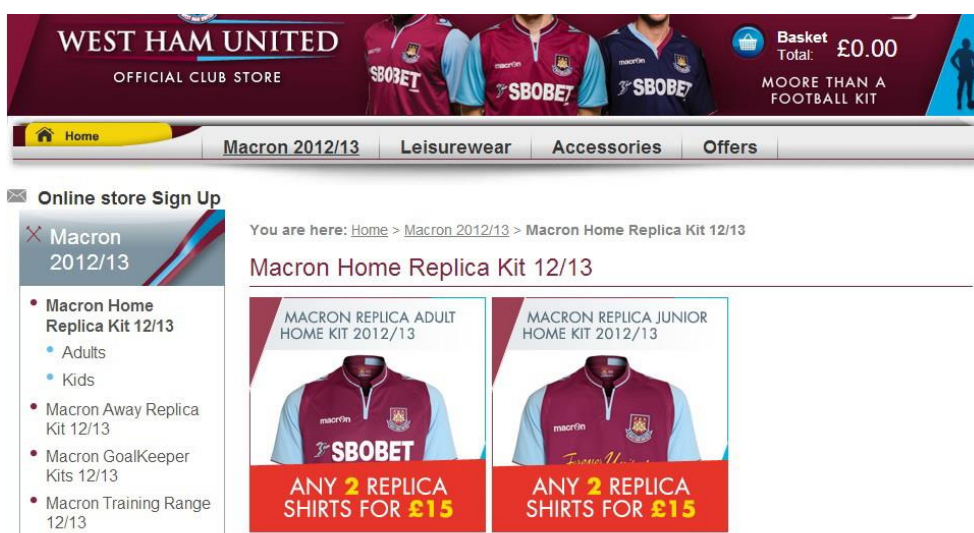 WEST HAM UNITED
OFFICIAL CLUB STORE
macron
SBOBET
macron
SBOBET
macron
SBOBET
Basket
Total: £0.00
MOORE THAN A
FOOTBALL KIT
Home
Macron 2012/13
Leisurewear
Accessories
Offers
Online store Sign Up
Macron
2012/13
Macron Home
Replica Kit 12/13
Adults
Kids
Macron Away Replica
Kit 12/13
Macron GoalKeeper
Kits 12/13
Macron Training Range
12/13
You are here: Home > Macron 2012/13 > Macron Home Replica Kit 12/13
Macron Home Replica Kit 12/13
MACRON REPLICA ADULT
HOME KIT 2012/13
macron
SBOBET
ANY 2 REPLICA
SHIRTS FOR £15
MACRON REPLICA JUNIOR
HOME KIT 2012/13
macron
ANY 2 REPLICA
SHIRTS FOR £15